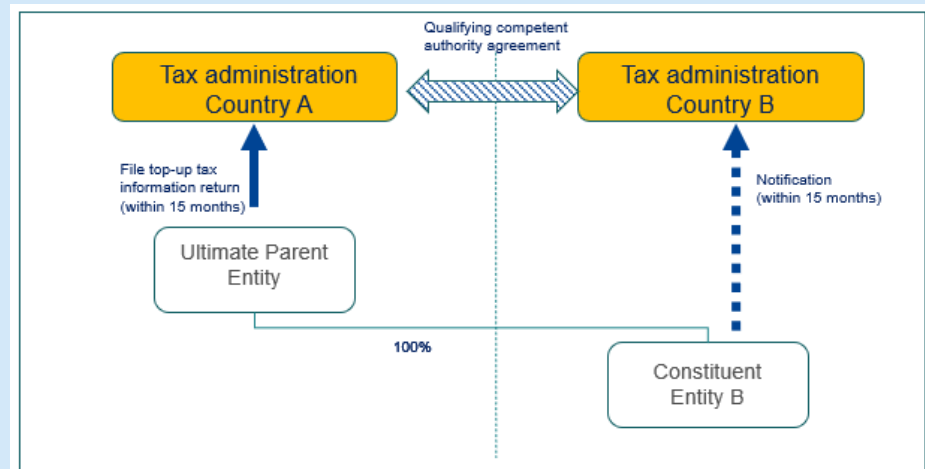 Qualifying competent
authority agreement
Tax administration
Country A
Tax administration
Country B
File top-up tax
information return
(within 15 months)
Notification
(within 15 months)
Ultimate Parent
Entity
100%
Constituent
Entity B